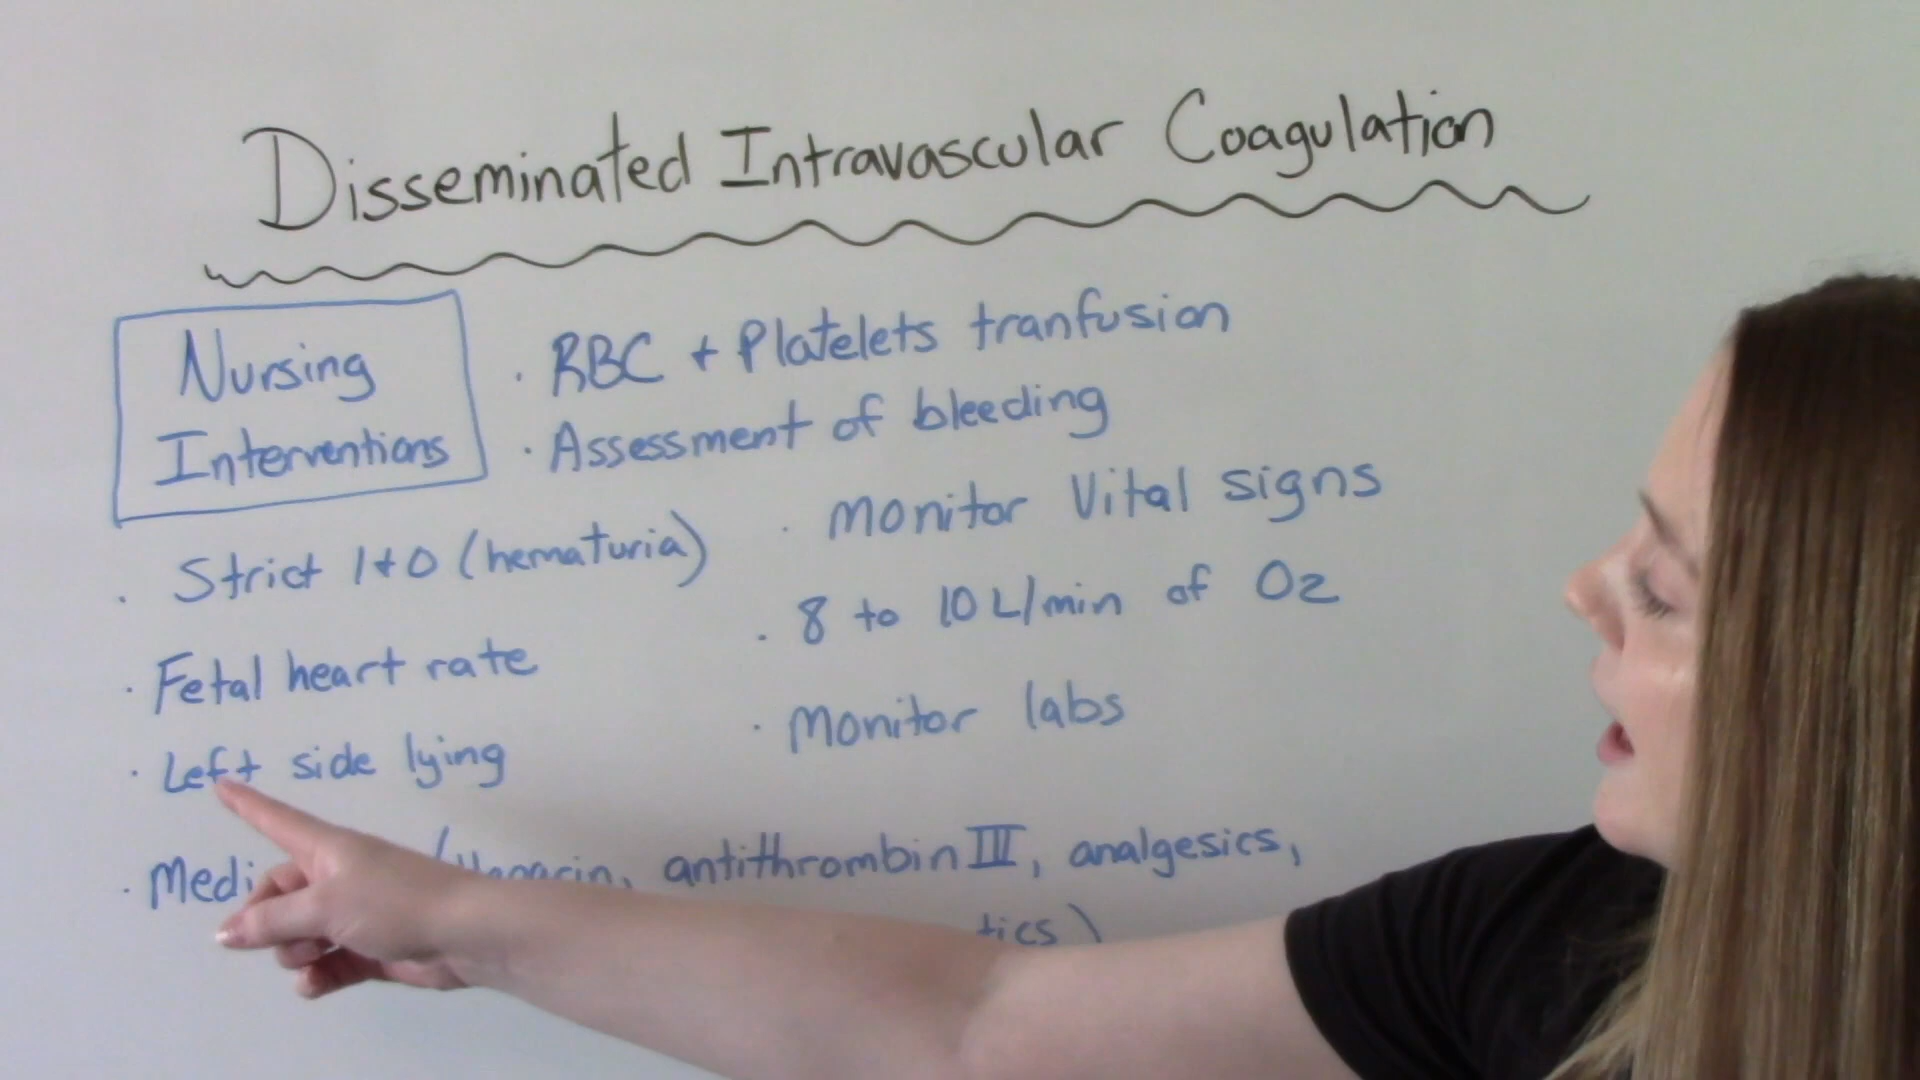 Disseminated Intravascular Coagulation
Nursing
Interventions
· RBC + Platelets tranfusion
· Assessment of bleeding
· Strict I+O (hematuria)
· Monitor Vital signs
· 8 to 10 L/min of O2
· Fetal heart rate
· Monitor labs
· Left side lying
· antithrombin III, analgesics,